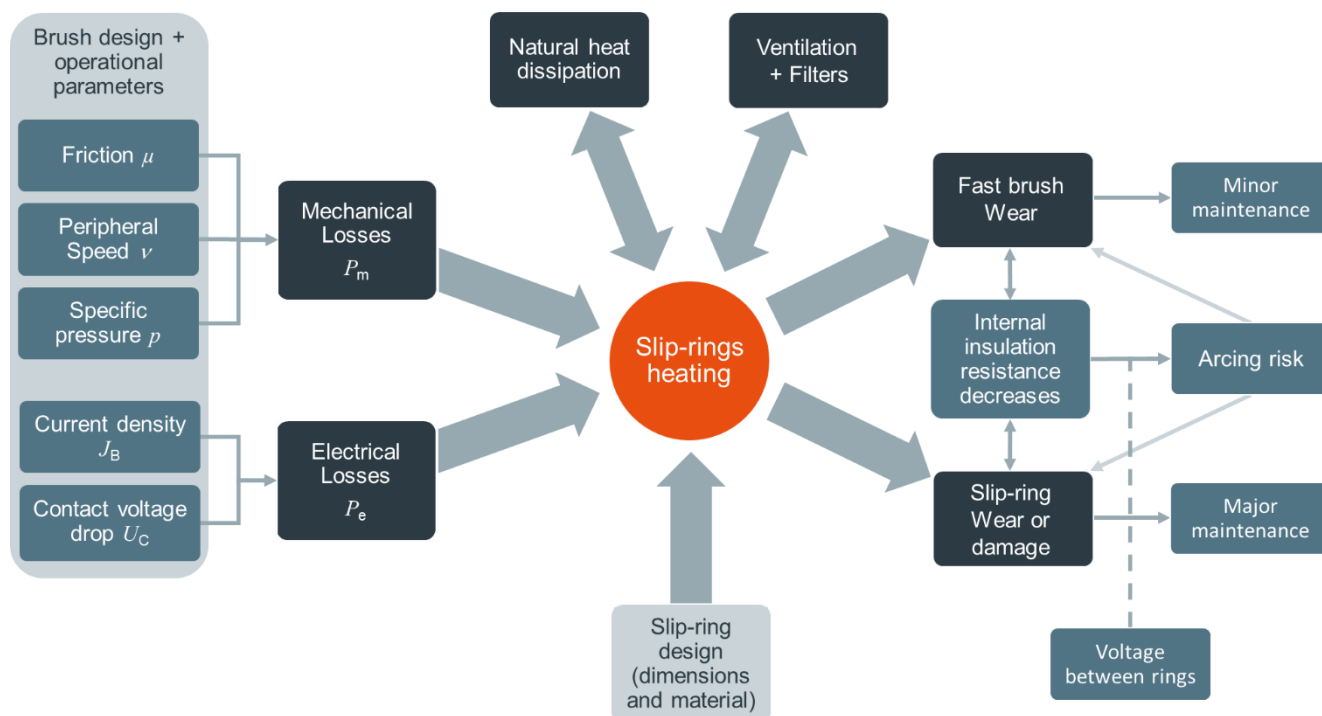 Brush design +
operational
parameters
Friction μ
Peripheral
Speed ν
Specific
pressure p
Current density
J_B
Contact voltage
drop U_C
Mechanical
Losses
P_m
Electrical
Losses
P_e
Natural heat
dissipation
Ventilation
+ Filters
Slip-rings
heating
Slip-ring
design
(dimensions
and material)
Fast brush
Wear
Internal
insulation
resistance
decreases
Slip-ring
Wear or
damage
Minor
maintenance
Arcing risk
Major
maintenance
Voltage
between rings